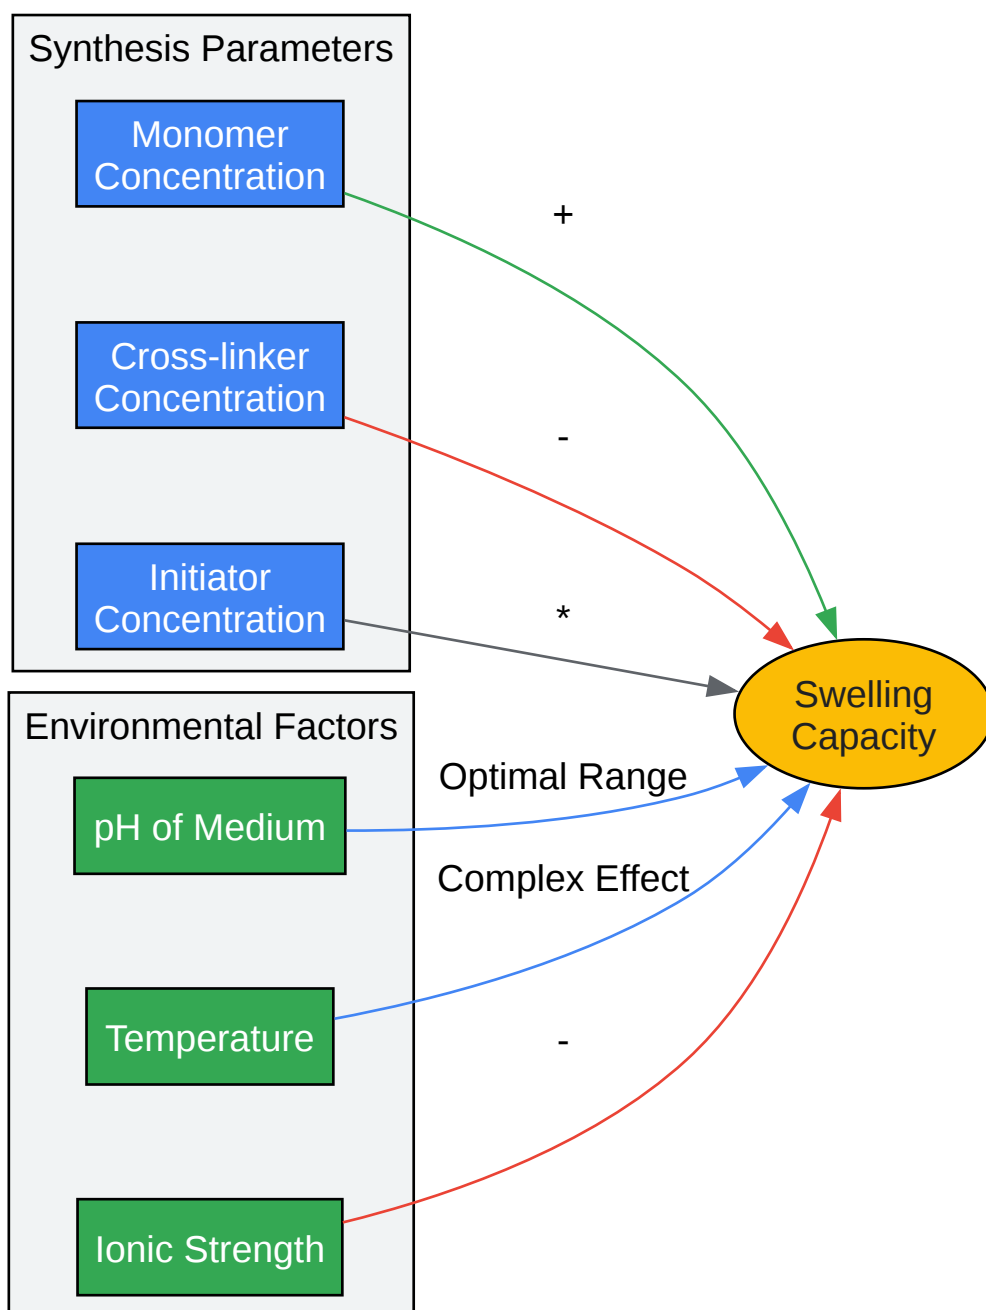 Synthesis Parameters
Monomer
Concentration
+
Cross-linker
Concentration
-
Initiator
Concentration
*
Swelling
Capacity
Environmental Factors
pH of Medium
Optimal Range
Complex Effect
Temperature
-
Ionic Strength